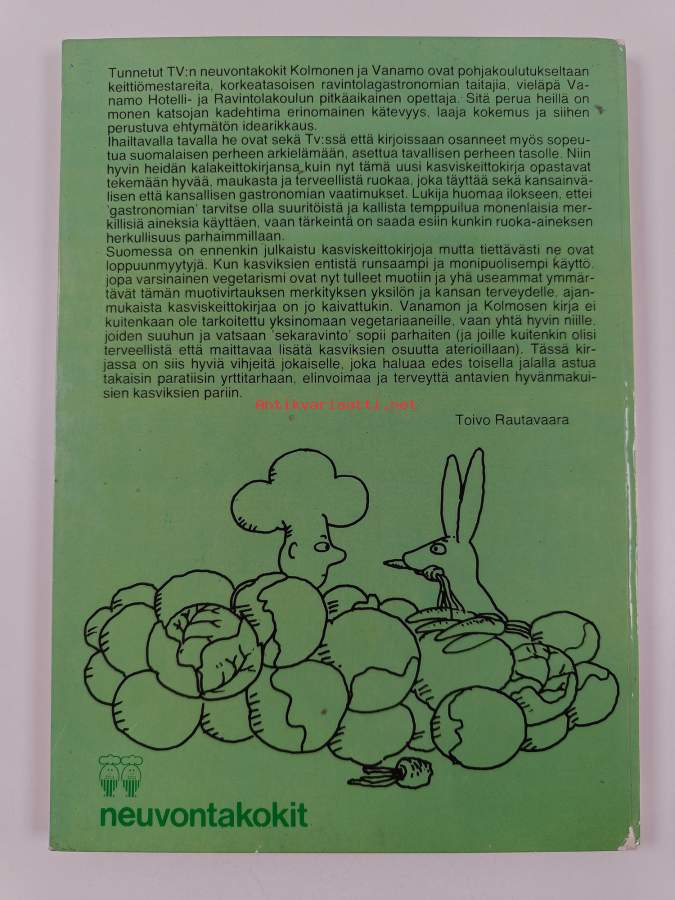 Tunnetut TV:n neuvontakokit Kolmonen ja Vanamo ovat pohjakoulutukseltaan
keittiömestareita, korkeatasoisen ravintolagastronomian taitajia, vieläpä Va-
namo Hotelli- ja Ravintolakoulun pitkäaikainen opettaja. Sitä perua heillä on
monen katsojan kadehtima erinomainen kätevyys, laaja kokemus ja siihen
perustuva ehtymätön idearikkaus.
Ihailtavalla tavalla he ovat sekä Tv:ssä että kirjoissaan osanneet myös sopeu-
tua suomalaisen perheen arkielämään, asettua tavallisen perheen tasolle. Niin
hyvin heidän kalakeittokirjansa kuin nyt tämä uusi kasviskeittokirja opastavat
tekemään hyvää, maukasta ja terveellistä ruokaa, joka täyttää sekä kansainvä-
lisen että kansallisen gastronomian vaatimukset. Lukija huomaa ilokseen, ettei
'gastronomian' tarvitse olla suuritöistä ja kallista temppuilua monenlaisia mer-
killisiä aineksia käyttäen, vaan tärkeintä on saada esiin kunkin ruoka-aineksen
herkullisuus parhaimmillaan.
Suomessa on ennenkin julkaistu kasviskeittokirjoja mutta tiettävästi ne ovat
loppuunmyytyjä. Kun kasviksien entistä runsaampi ja monipuolisempi käyttö,
jopa varsinainen vegetarismi ovat nyt tulleet muotiin ja yhä useammat ymmär-
tävät tämän muotivirtauksen merkityksen yksilön ja kansan terveydelle, ajan-
mukaista kasviskeittokirjaa on jo kaivattukin. Vanamon ja Kolmosen kirja ei
kuitenkaan ole tarkoitettu yksinomaan vegetariaaneille, vaan yhtä hyvin niille,
joiden suuhun ja vatsaan 'sekaravinto' sopii parhaiten (ja joille kuitenkin olisi
terveellistä että maittavaa lisätä kasviksien osuutta aterioillaan). Tässä kir-
jassa on siis hyviä vihjeitä jokaiselle, joka haluaa edes toisella jalalla astua
takaisin paratiisin yrttitarhaan, elinvoimaa ja terveyttä antavien hyvänmakui-
sien kasviksien pariin.
Antikvariaatti.net
Toivo Rautavaara
neuvontakokit